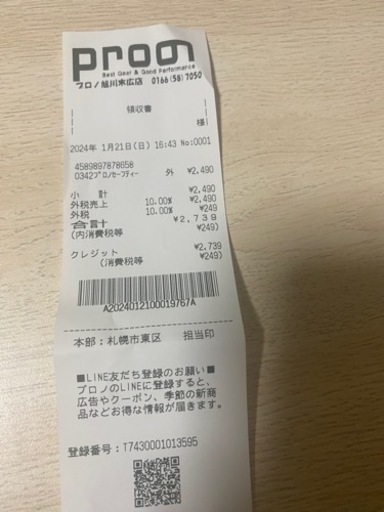 prono
Best Gear & Good Performance
プロノ旭川末広店 0166(58)7050
領収書
様
2024年 1月21日(日) 16:43 No:0001
4589897878658
0342プロノセーフティー 外 ¥2,490
小 計 ¥2,490
外税売上 10.00% ¥2,490
外税 10.00% ¥249
合計 ¥2,739
(内消費税等 ¥249)
クレジット ¥2,739
(消費税等 ¥249)
A2024012100019767A
本部:札幌市東区 担当印
■LINE友だち登録のお願い■
プロノのLINEに登録すると、
広告やクーポン、季節の新商
品などお得な情報が届きます。
登録番号:T7430001013595